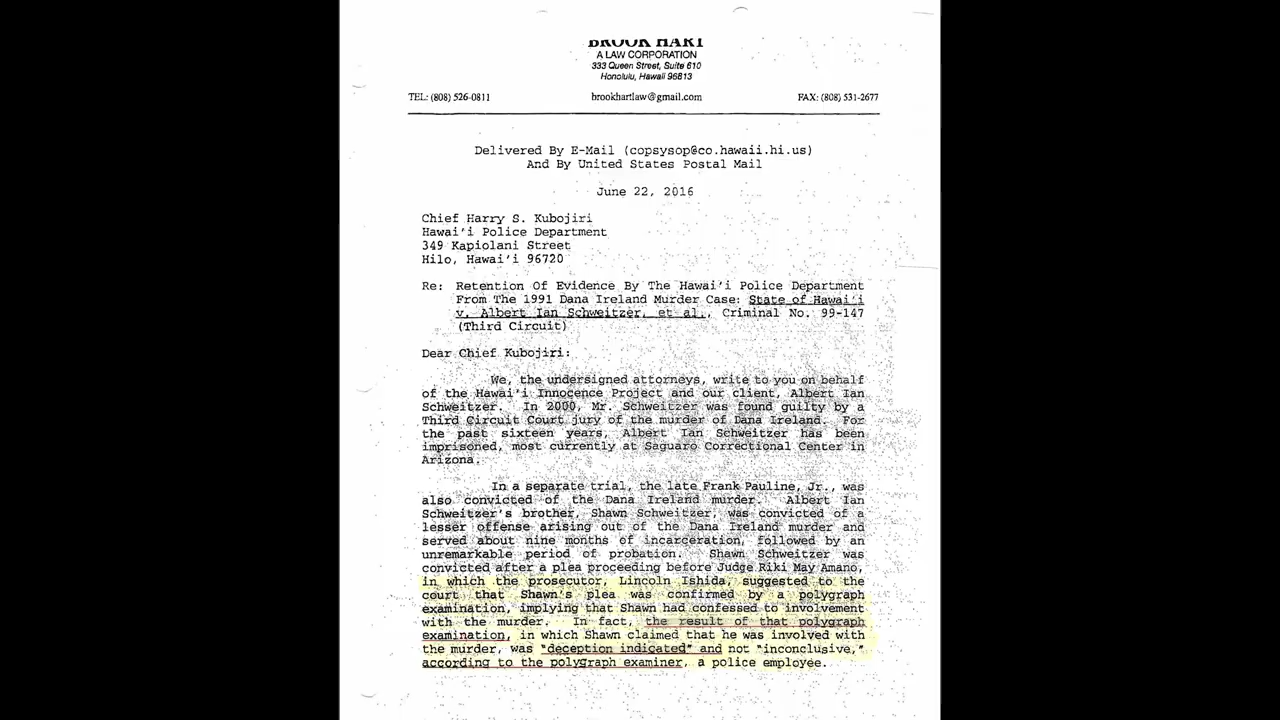 BROOK HART
A LAW CORPORATION
333 Queen Street, Suite 610
Honolulu, Hawaii 96813
TEL: (808) 526-0811 brookhartlaw@gmail.com FAX: (808) 531-2677
Delivered By E-Mail (copsysop@co.hawaii.hi.us)
And By United States Postal Mail
June 22, 2016
Chief Harry S. Kubojiri
Hawai'i Police Department
349 Kapiolani Street
Hilo, Hawai'i 96720
Re: Retention Of Evidence By The Hawai'i Police Department
From The 1991 Dana Ireland Murder Case: State of Hawai'i
v. Albert Ian Schweitzer, et al., Criminal No. 99-147
(Third Circuit)
Dear Chief Kubojiri:
We, the undersigned attorneys, write to you on behalf
of the Hawai'i Innocence Project and our client, Albert Ian
Schweitzer. In 2000, Mr. Schweitzer was found guilty by a
Third Circuit Court jury of the murder of Dana Ireland. For
the past sixteen years, Albert Ian Schweitzer has been
imprisoned, most currently at Saguaro Correctional Center in
Arizona.
In a separate trial, the late Frank Pauline, Jr., was
also convicted of the Dana Ireland murder. Albert Ian
Schweitzer's brother, Shawn Schweitzer, was convicted of a
lesser offense arising out of the Dana Ireland murder and
served about nine months of incarceration, followed by an
unremarkable period of probation. Shawn Schweitzer was
convicted after a plea proceeding before Judge Riki May Amano,
in which the prosecutor, Lincoln Ishida, suggested to the
court that Shawn's plea was confirmed by a polygraph
examination, implying that Shawn had confessed to involvement
with the murder. In fact, the result of that polygraph
examination, in which Shawn claimed that he was involved with
the murder, was "deception indicated" and not "inconclusive,"
according to the polygraph examiner, a police employee.